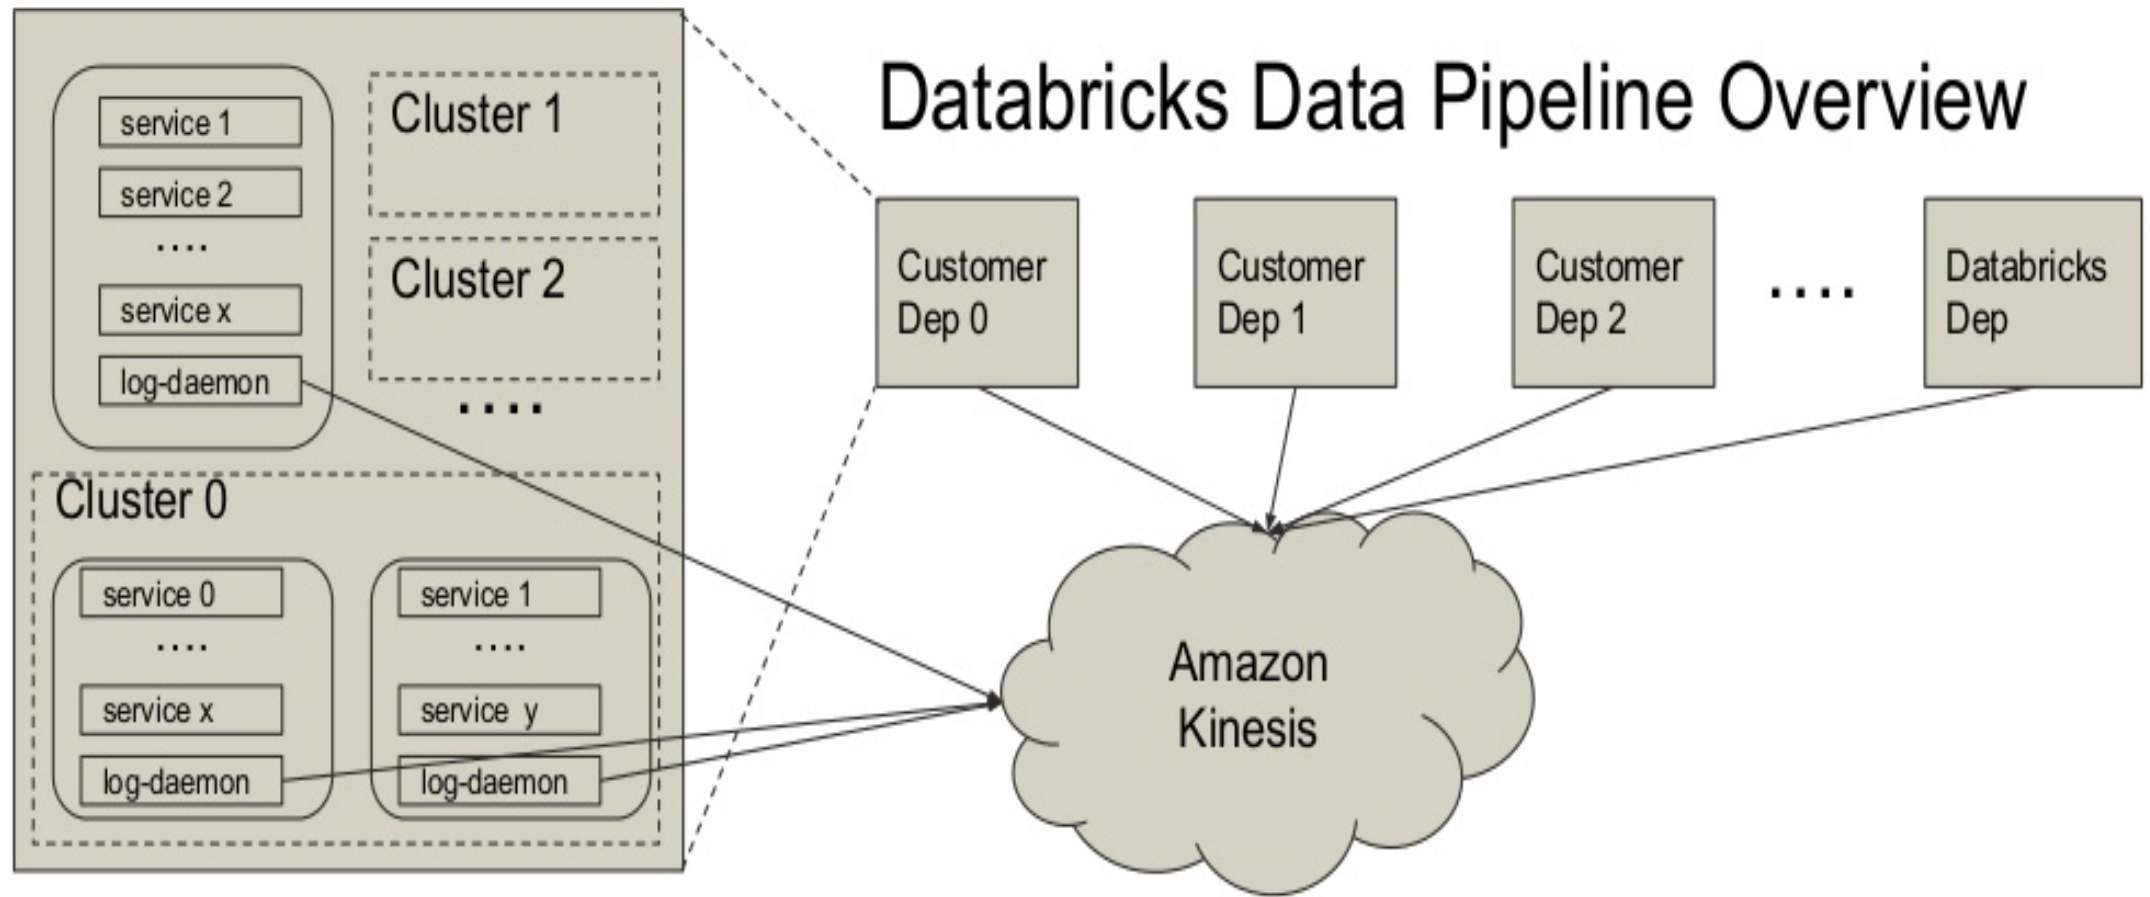 Databricks Data Pipeline Overview
service 1
service 2
....
service x
log-daemon
Cluster 1
Cluster 2
....
Cluster 0
service 0
....
service x
log-daemon
service 1
....
service y
log-daemon
Customer
Dep 0
Customer
Dep 1
Customer
Dep 2
....
Databricks
Dep
Amazon
Kinesis